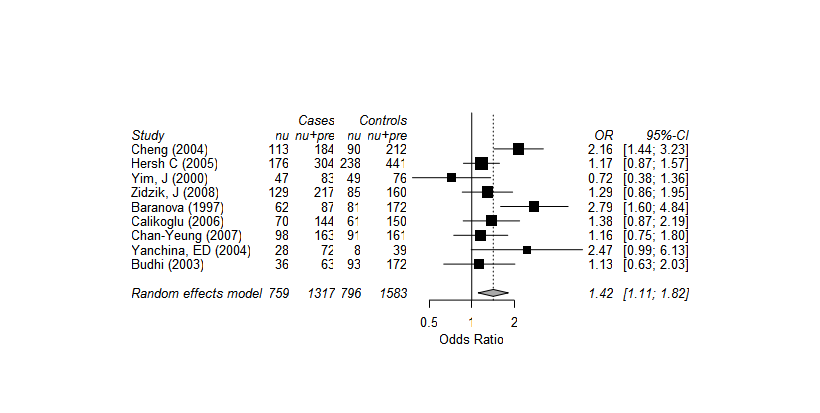 Cases Controls
Study nu nu+pre nu nu+pre OR 95%-CI
Cheng (2004) 113 184 90 212 2.16 [1.44; 3.23]
Hersh C (2005) 176 304 238 441 1.17 [0.87; 1.57]
Yim, J (2000) 47 83 49 76 0.72 [0.38; 1.36]
Zidzik, J (2008) 129 217 85 160 1.29 [0.86; 1.95]
Baranova (1997) 62 87 81 172 2.79 [1.60; 4.84]
Calikoglu (2006) 70 144 61 150 1.38 [0.87; 2.19]
Chan-Yeung (2007) 98 163 91 161 1.16 [0.75; 1.80]
Yanchina, ED (2004) 28 72 8 39 2.47 [0.99; 6.13]
Budhi (2003) 36 63 93 172 1.13 [0.63; 2.03]
Random effects model 759 1317 796 1583 1.42 [1.11; 1.82]
0.5 1 2
Odds Ratio